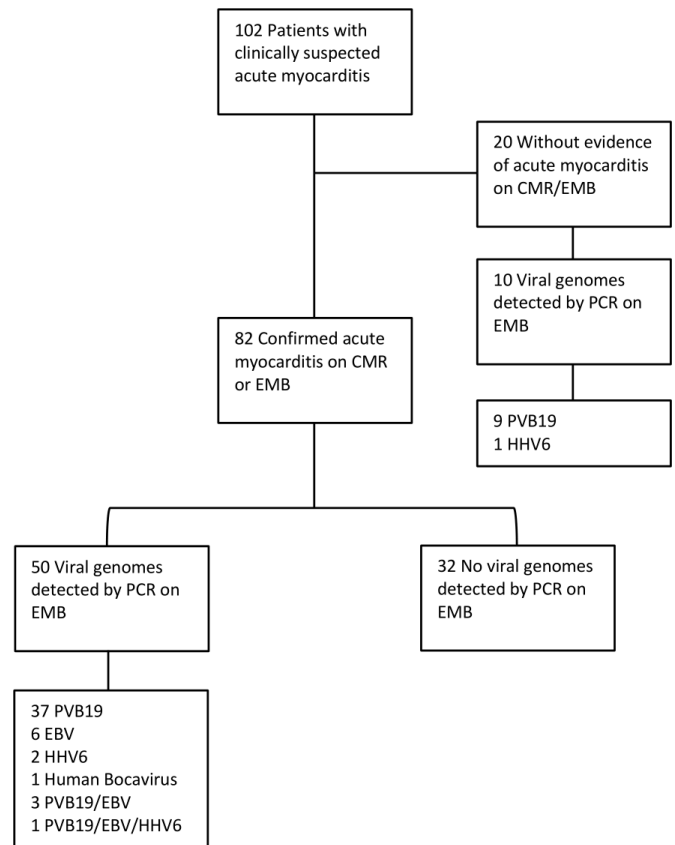 102 Patients with
clinically suspected
acute myocarditis
20 Without evidence
of acute myocarditis
on CMR/EMB
10 Viral genomes
detected by PCR on
EMB
9 PVB19
1 HHV6
82 Confirmed acute
myocarditis on CMR
or EMB
50 Viral genomes
detected by PCR on
EMB
32 No viral genomes
detected by PCR on
EMB
37 PVB19
6 EBV
2 HHV6
1 Human Bocavirus
3 PVB19/EBV
1 PVB19/EBV/HHV6